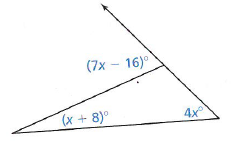 (7x − 16)°
(x + 8)°
4x°